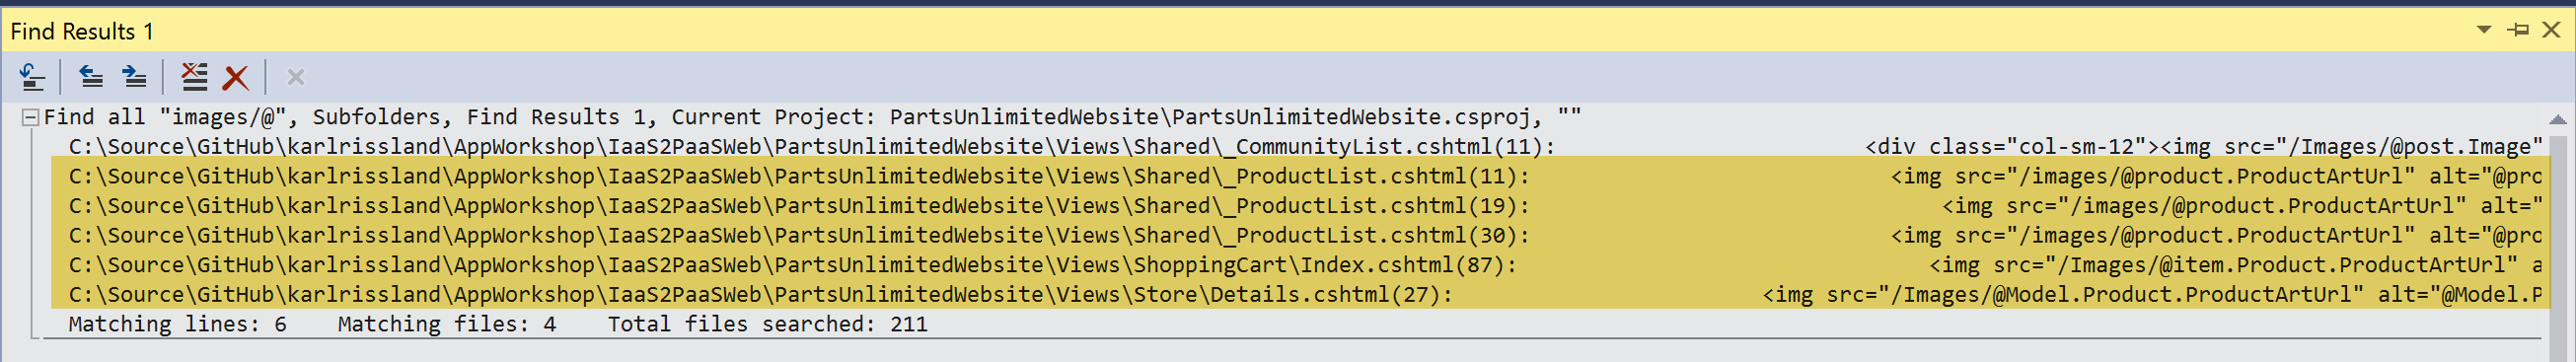 Find Results 1
Find all "images/@", Subfolders, Find Results 1, Current Project: PartsUnlimitedWebsite\PartsUnlimitedWebsite.csproj, ""
C:\Source\GitHub\karlrissland\AppWorkshop\IaaS2PaaSWeb\PartsUnlimitedWebsite\Views\Shared\_CommunityList.cshtml(11): <div class="col-sm-12"><img src="/Images/@post.Image"
C:\Source\GitHub\karlrissland\AppWorkshop\IaaS2PaaSWeb\PartsUnlimitedWebsite\Views\Shared\_ProductList.cshtml(11): <img src="/images/@product.ProductArtUrl" alt="@pro
C:\Source\GitHub\karlrissland\AppWorkshop\IaaS2PaaSWeb\PartsUnlimitedWebsite\Views\Shared\_ProductList.cshtml(19): <img src="/images/@product.ProductArtUrl" alt="
C:\Source\GitHub\karlrissland\AppWorkshop\IaaS2PaaSWeb\PartsUnlimitedWebsite\Views\Shared\_ProductList.cshtml(30): <img src="/images/@product.ProductArtUrl" alt="@pro
C:\Source\GitHub\karlrissland\AppWorkshop\IaaS2PaaSWeb\PartsUnlimitedWebsite\Views\ShoppingCart\Index.cshtml(87): <img src="/Images/@item.Product.ProductArtUrl" a
C:\Source\GitHub\karlrissland\AppWorkshop\IaaS2PaaSWeb\PartsUnlimitedWebsite\Views\Store\Details.cshtml(27): <img src="/Images/@Model.Product.ProductArtUrl" alt="@Model.P
Matching lines: 6 Matching files: 4 Total files searched: 211